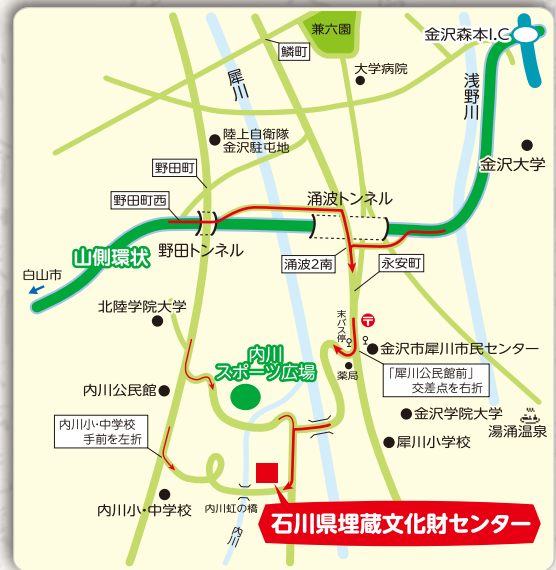 兼六園
金沢森本I.C
鱗町
大学病院
犀川
浅野川
陸上自衛隊
金沢駐屯地
金沢大学
野田町
野田町西
涌波トンネル
野田トンネル
山側環状
涌波2南
永安町
白山市
北陸学院大学
末バス停
金沢市犀川市民センター
内川
スポーツ広場
薬局
「犀川公民館前」
交差点を右折
内川公民館
金沢学院大学
湯涌温泉
内川小・中学校
手前を左折
犀川小学校
内川小・中学校
内川虹の橋
内川
石川県埋蔵文化財センター